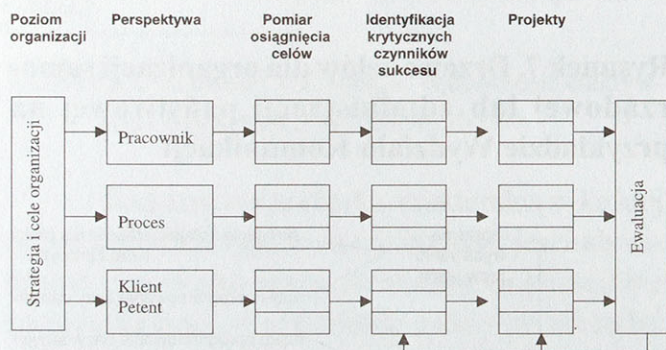 Poziom
organizacji
Perspektywa
Pomiar
osiągnięcia
celów
Identyfikacja
krytycznych
czynników
sukcesu
Projekty
Strategia i cele organizacji
Pracownik
Proces
Klient
Petent
Ewaluacja